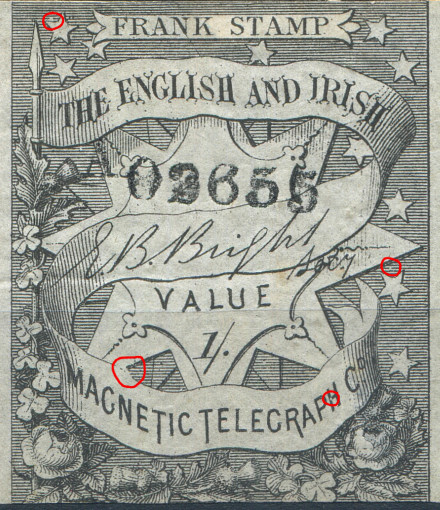 FRANK STAMP
THE ENGLISH AND IRISH
02655
E. B. Bright
Secy
VALUE
1/.
MAGNETIC TELEGRAPH Co